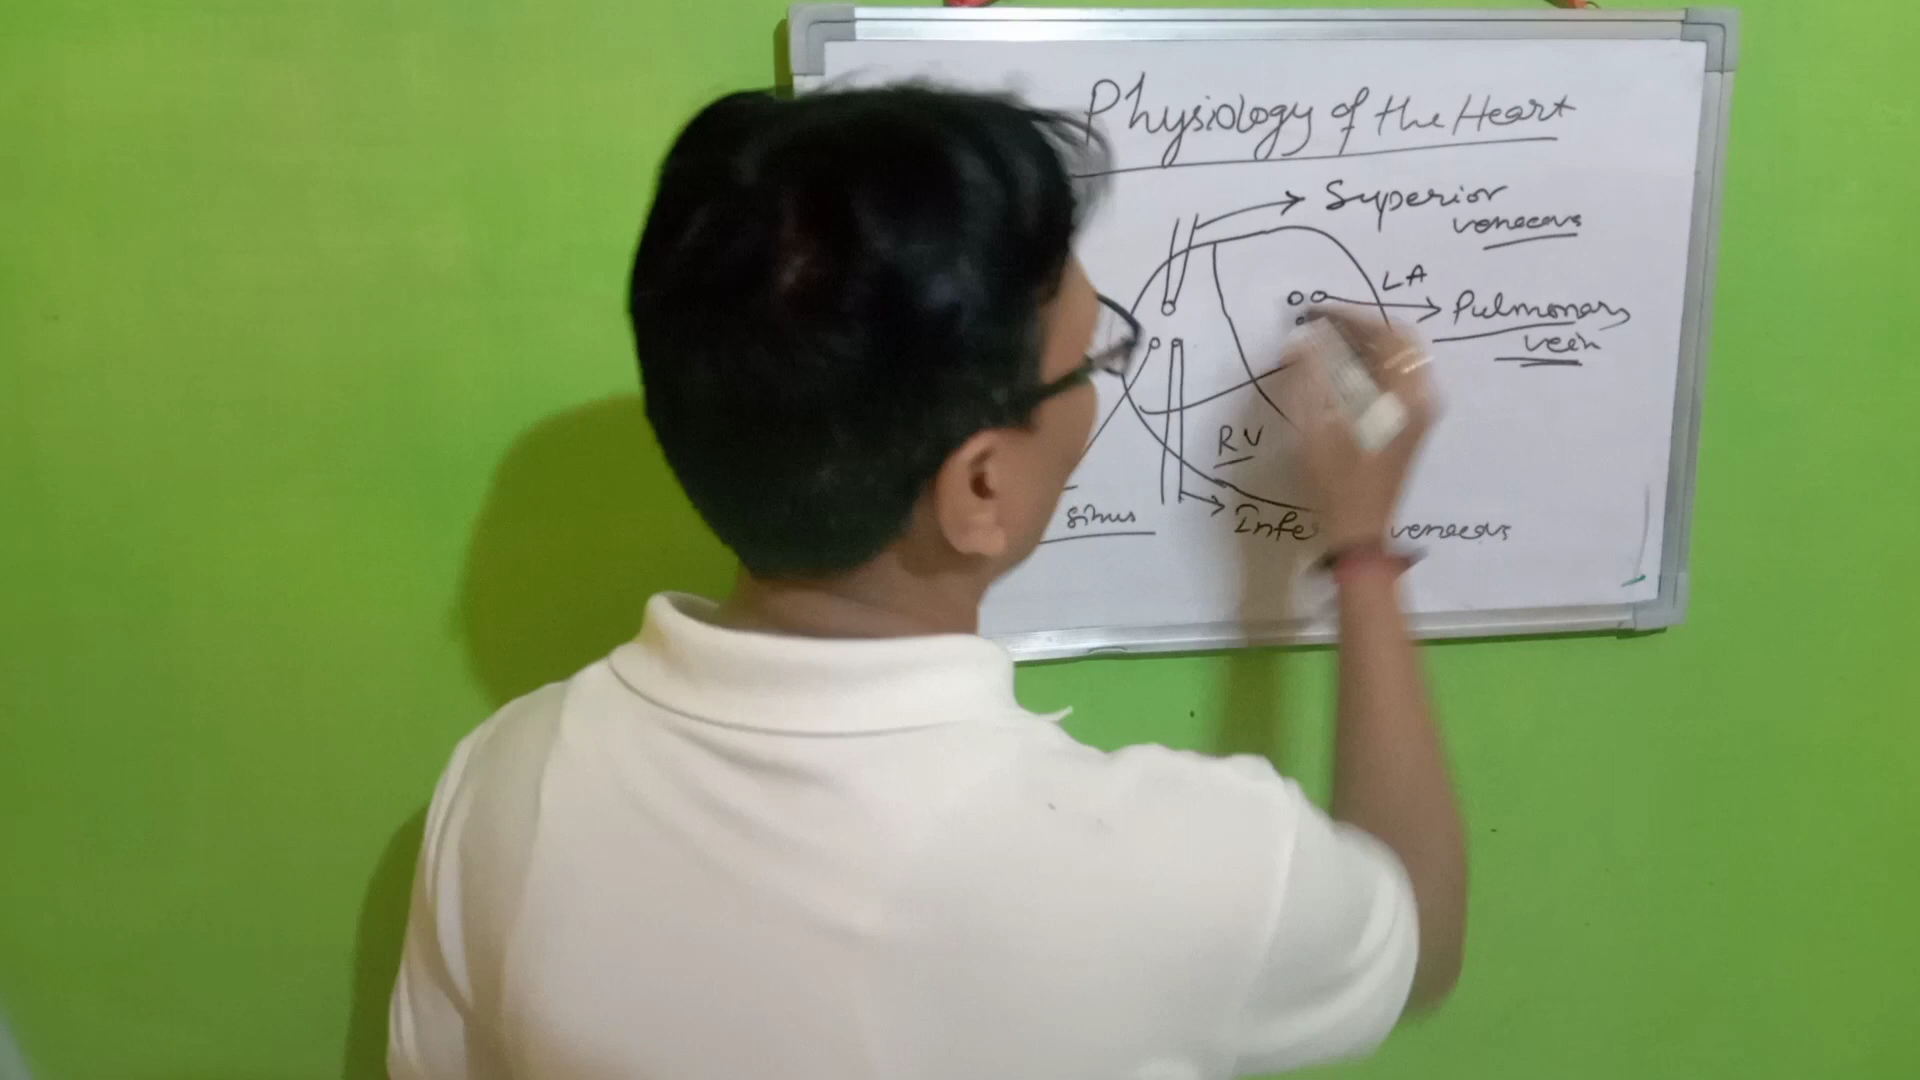 Physiology of the Heart
Superior
venacava
LA
Pulmonary
vein
RV
sinus
Infe
venacava